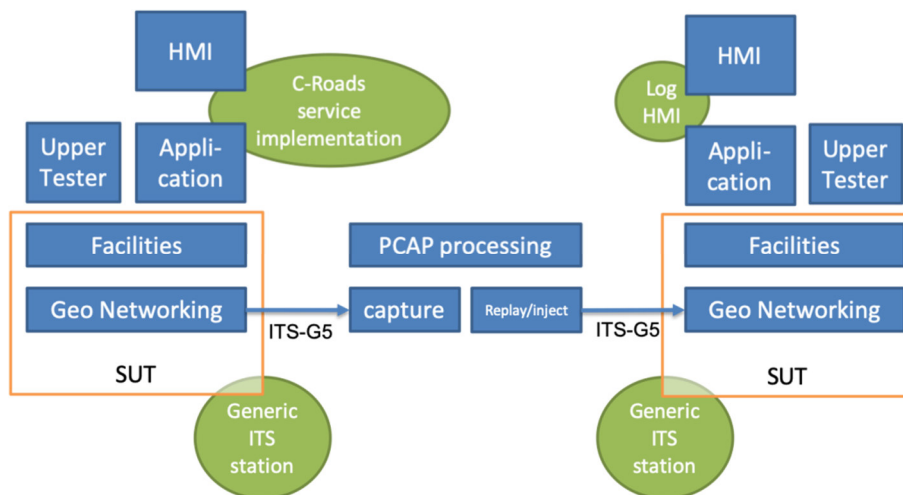 HMI
C-Roads
service
implementation
Upper
Tester
Appli-
cation
Facilities
Geo Networking
SUT
Generic
ITS
station
ITS-G5
PCAP processing
capture
Replay/inject
ITS-G5
HMI
Log
HMI
Appli-
cation
Upper
Tester
Facilities
Geo Networking
SUT
Generic
ITS
station